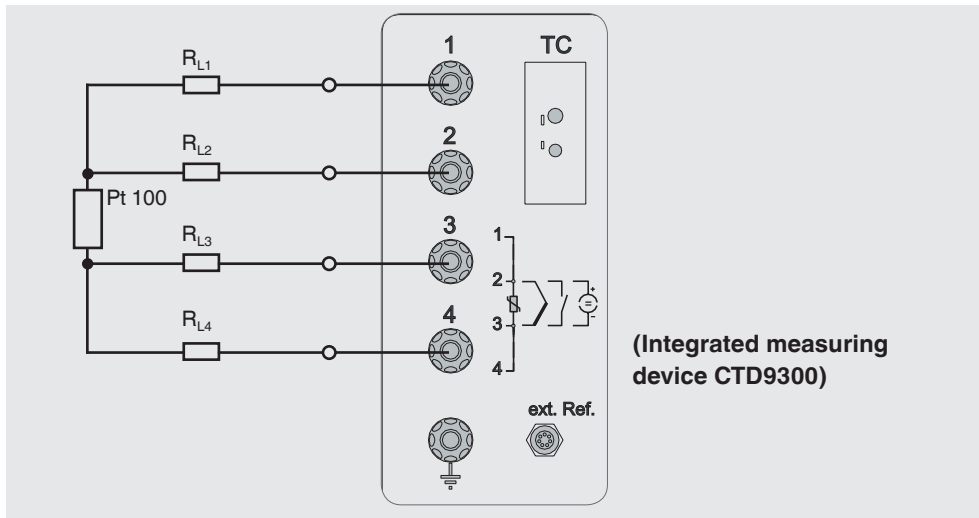 1
TC
R_L1
2
R_L2
Pt 100
3
R_L3
1
2
3
4
+
=
-
4
R_L4
(Integrated measuring
device CTD9300)
ext. Ref.